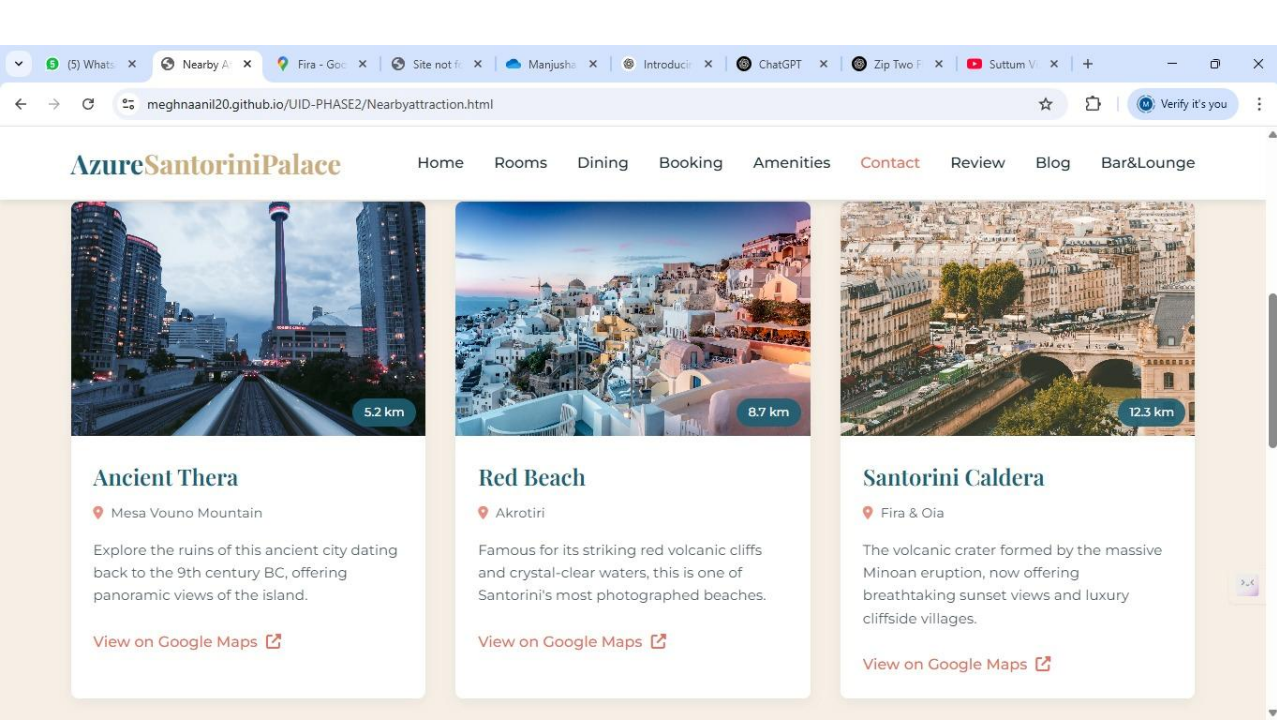 (5) Whats
Nearby A
Fira - Goo
Site not fo
Manjusha
Introducin
ChatGPT
Zip Two F
Suttum Vi
meghnaanil20.github.io/UID-PHASE2/Nearbyattraction.html
M
Verify it's you
AzureSantoriniPalace
Home Rooms Dining Booking Amenities Contact Review Blog Bar&Lounge
5.2 km
8.7 km
12.3 km
Ancient Thera
Mesa Vouno Mountain
Explore the ruins of this ancient city dating
back to the 9th century BC, offering
panoramic views of the island.
View on Google Maps
Red Beach
Akrotiri
Famous for its striking red volcanic cliffs
and crystal-clear waters, this is one of
Santorini's most photographed beaches.
View on Google Maps
Santorini Caldera
Fira & Oia
The volcanic crater formed by the massive
Minoan eruption, now offering
breathtaking sunset views and luxury
cliffside villages.
View on Google Maps